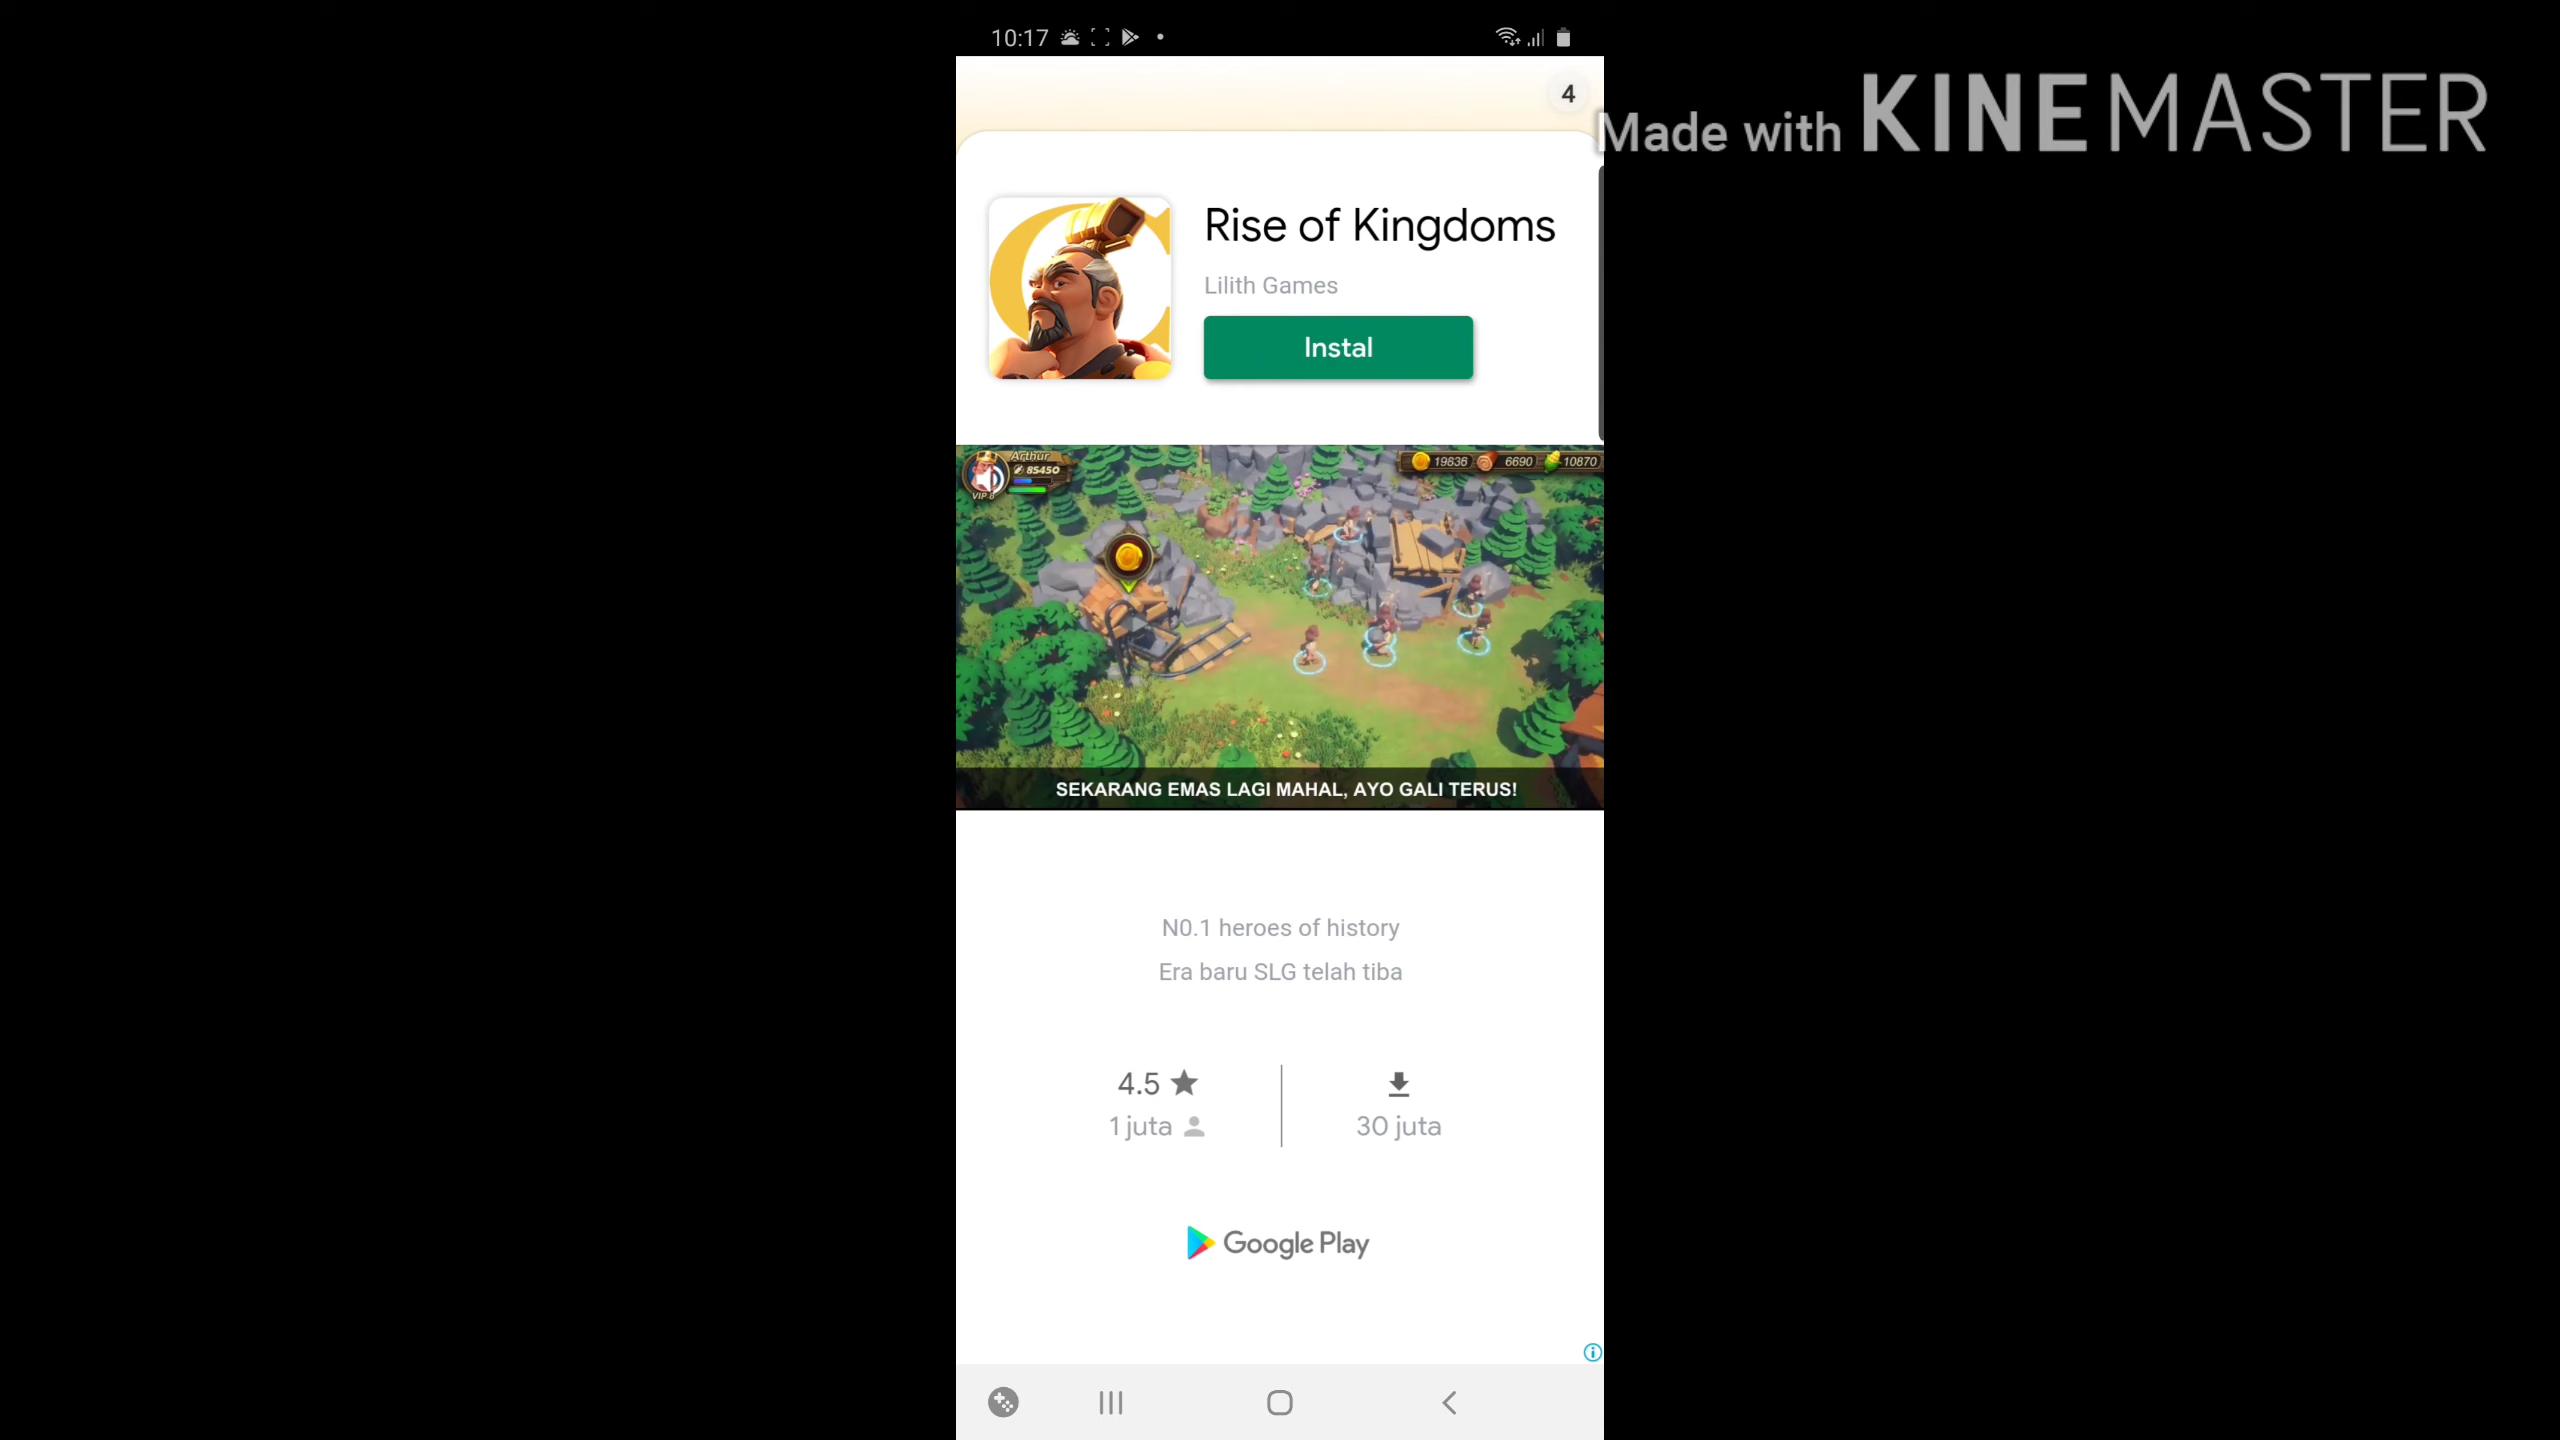 10:17
4
Made with KINEMASTER
Rise of Kingdoms
Lilith Games
Instal
Arthur
85450
VIP 8
19836 6690 10870
SEKARANG EMAS LAGI MAHAL, AYO GALI TERUS!
N0.1 heroes of history
Era baru SLG telah tiba
4.5
1 juta
30 juta
Google Play